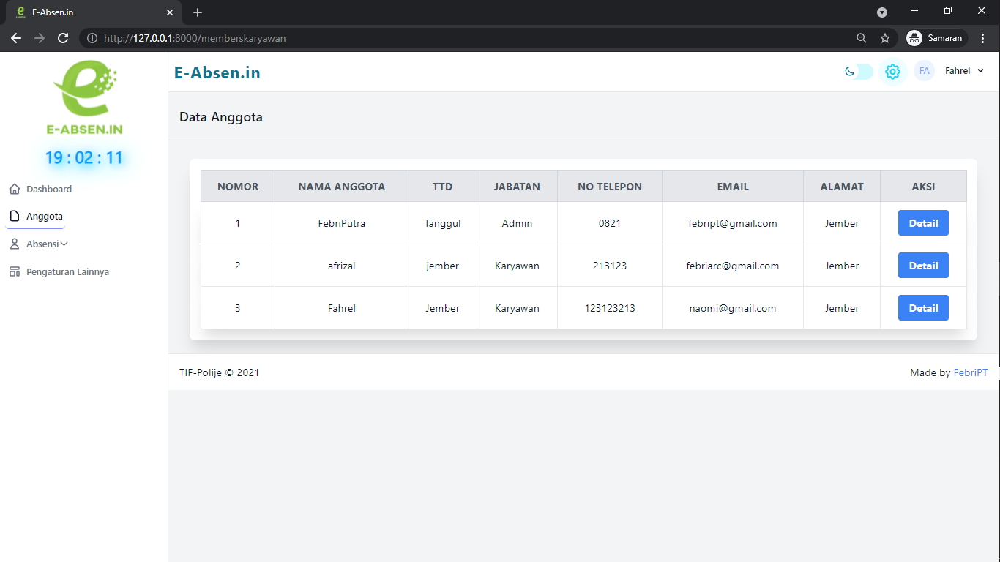 E-Absen.in
http://127.0.0.1:8000/memberskaryawan
Samaran
E-ABSEN.IN
19 : 02 : 11
Dashboard
Anggota
Absensi
Pengaturan Lainnya
E-Absen.in
FA
Fahrel
Data Anggota
NOMOR NAMA ANGGOTA TTD JABATAN NO TELEPON EMAIL ALAMAT AKSI
1 FebriPutra Tanggul Admin 0821 febript@gmail.com Jember Detail
2 afrizal jember Karyawan 213123 febriarc@gmail.com Jember Detail
3 Fahrel Jember Karyawan 123123213 naomi@gmail.com Jember Detail
TIF-Polije © 2021
Made by FebriPT